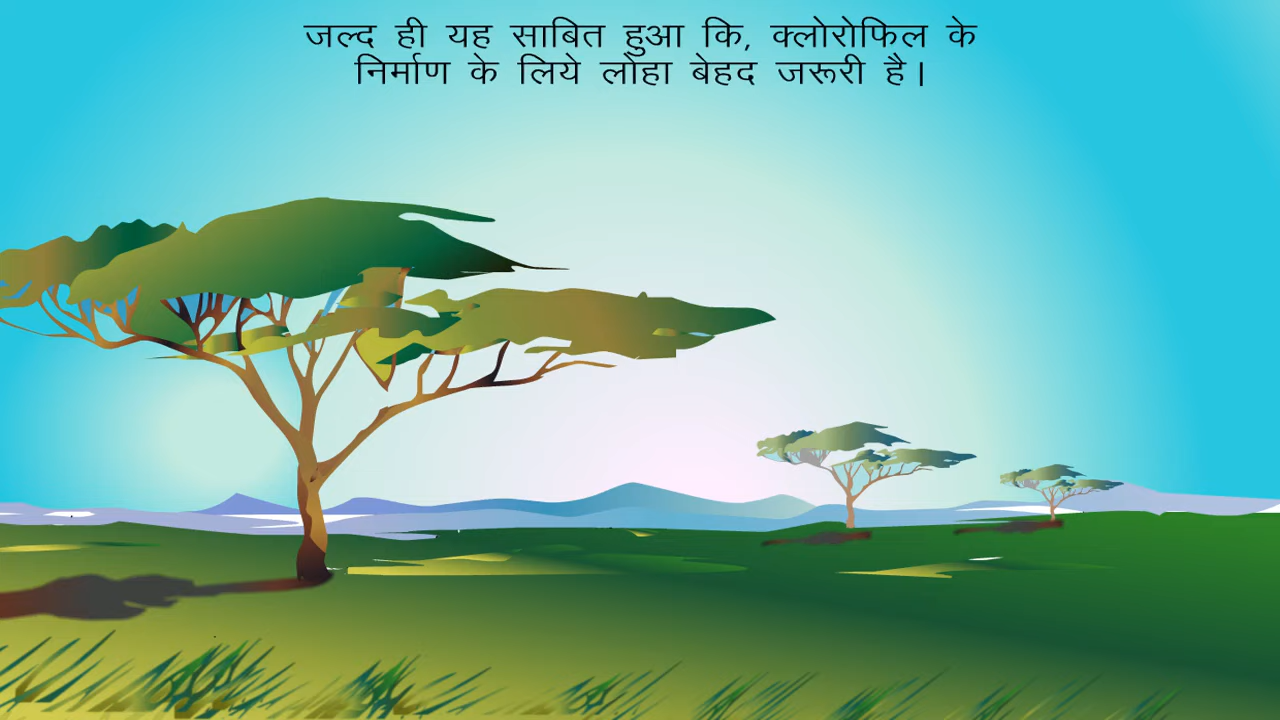 जल्द ही यह साबित हुआ कि, क्लोरोफिल के
निर्माण के लिये लोहा बेहद जरूरी है।